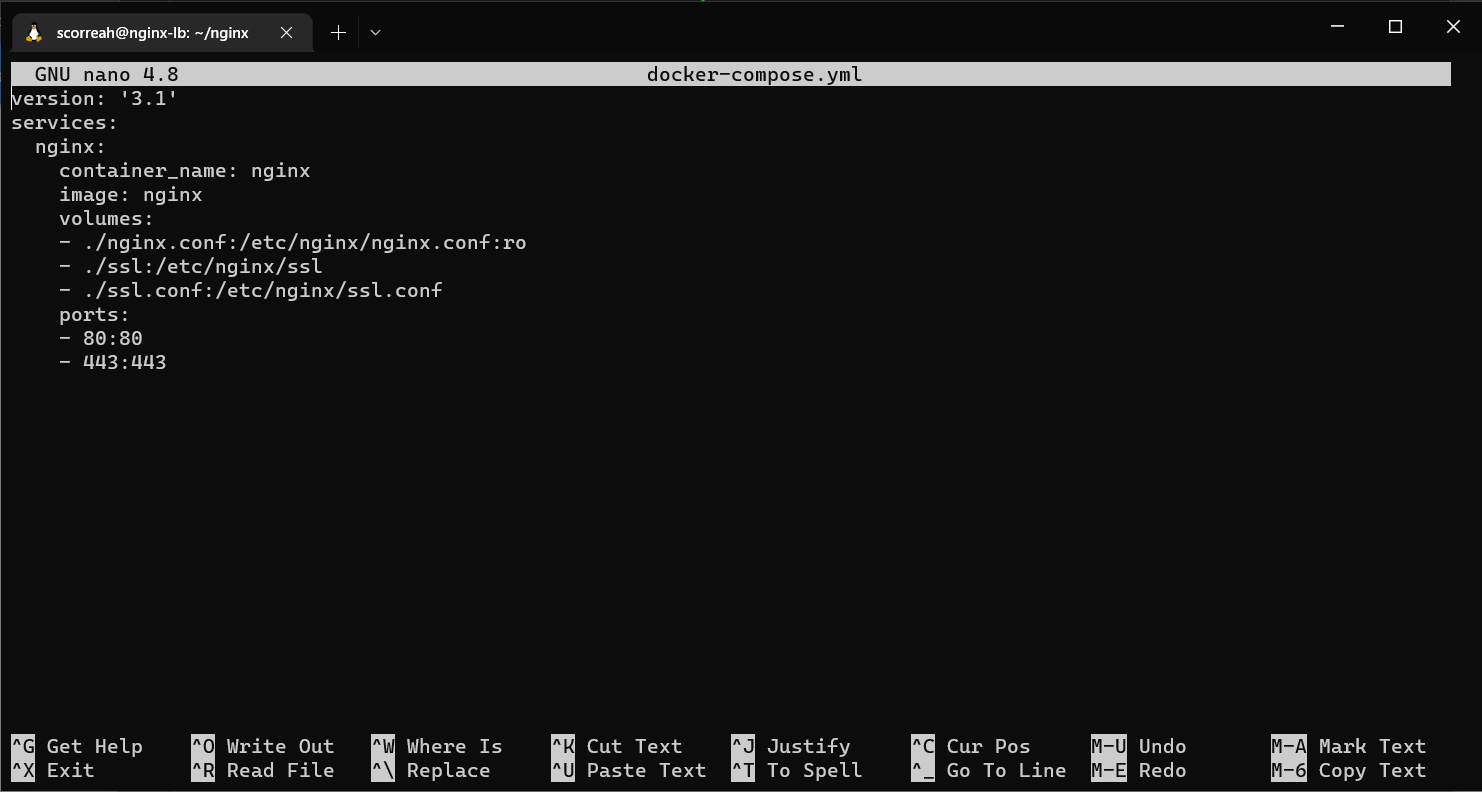 scorreah@nginx-lb: ~/nginx
GNU nano 4.8 docker-compose.yml
version: '3.1'
services:
  nginx:
    container_name: nginx
    image: nginx
    volumes:
    - ./nginx.conf:/etc/nginx/nginx.conf:ro
    - ./ssl:/etc/nginx/ssl
    - ./ssl.conf:/etc/nginx/ssl.conf
    ports:
    - 80:80
    - 443:443
^G Get Help ^O Write Out ^W Where Is ^K Cut Text ^J Justify ^C Cur Pos M-U Undo M-A Mark Text
^X Exit ^R Read File ^\ Replace ^U Paste Text ^T To Spell ^_ Go To Line M-E Redo M-6 Copy Text